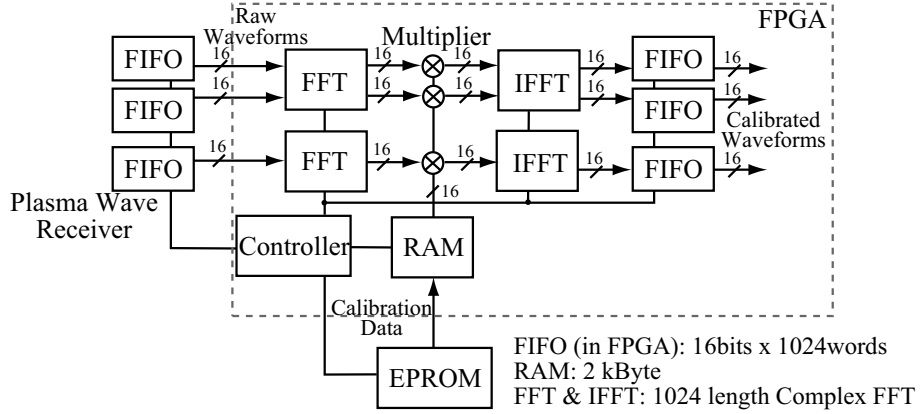 FPGA
Raw
Waveforms
Multiplier
16
16
16
16
16
FIFO
FFT
IFFT
FIFO
16
16
16
16
16
FIFO
FIFO
Calibrated
Waveforms
16
16
16
16
16
FIFO
FFT
IFFT
FIFO
16
Plasma Wave
Receiver
Controller
RAM
Calibration
Data
EPROM
FIFO (in FPGA): 16bits x 1024words
RAM: 2 kByte
FFT & IFFT: 1024 length Complex FFT